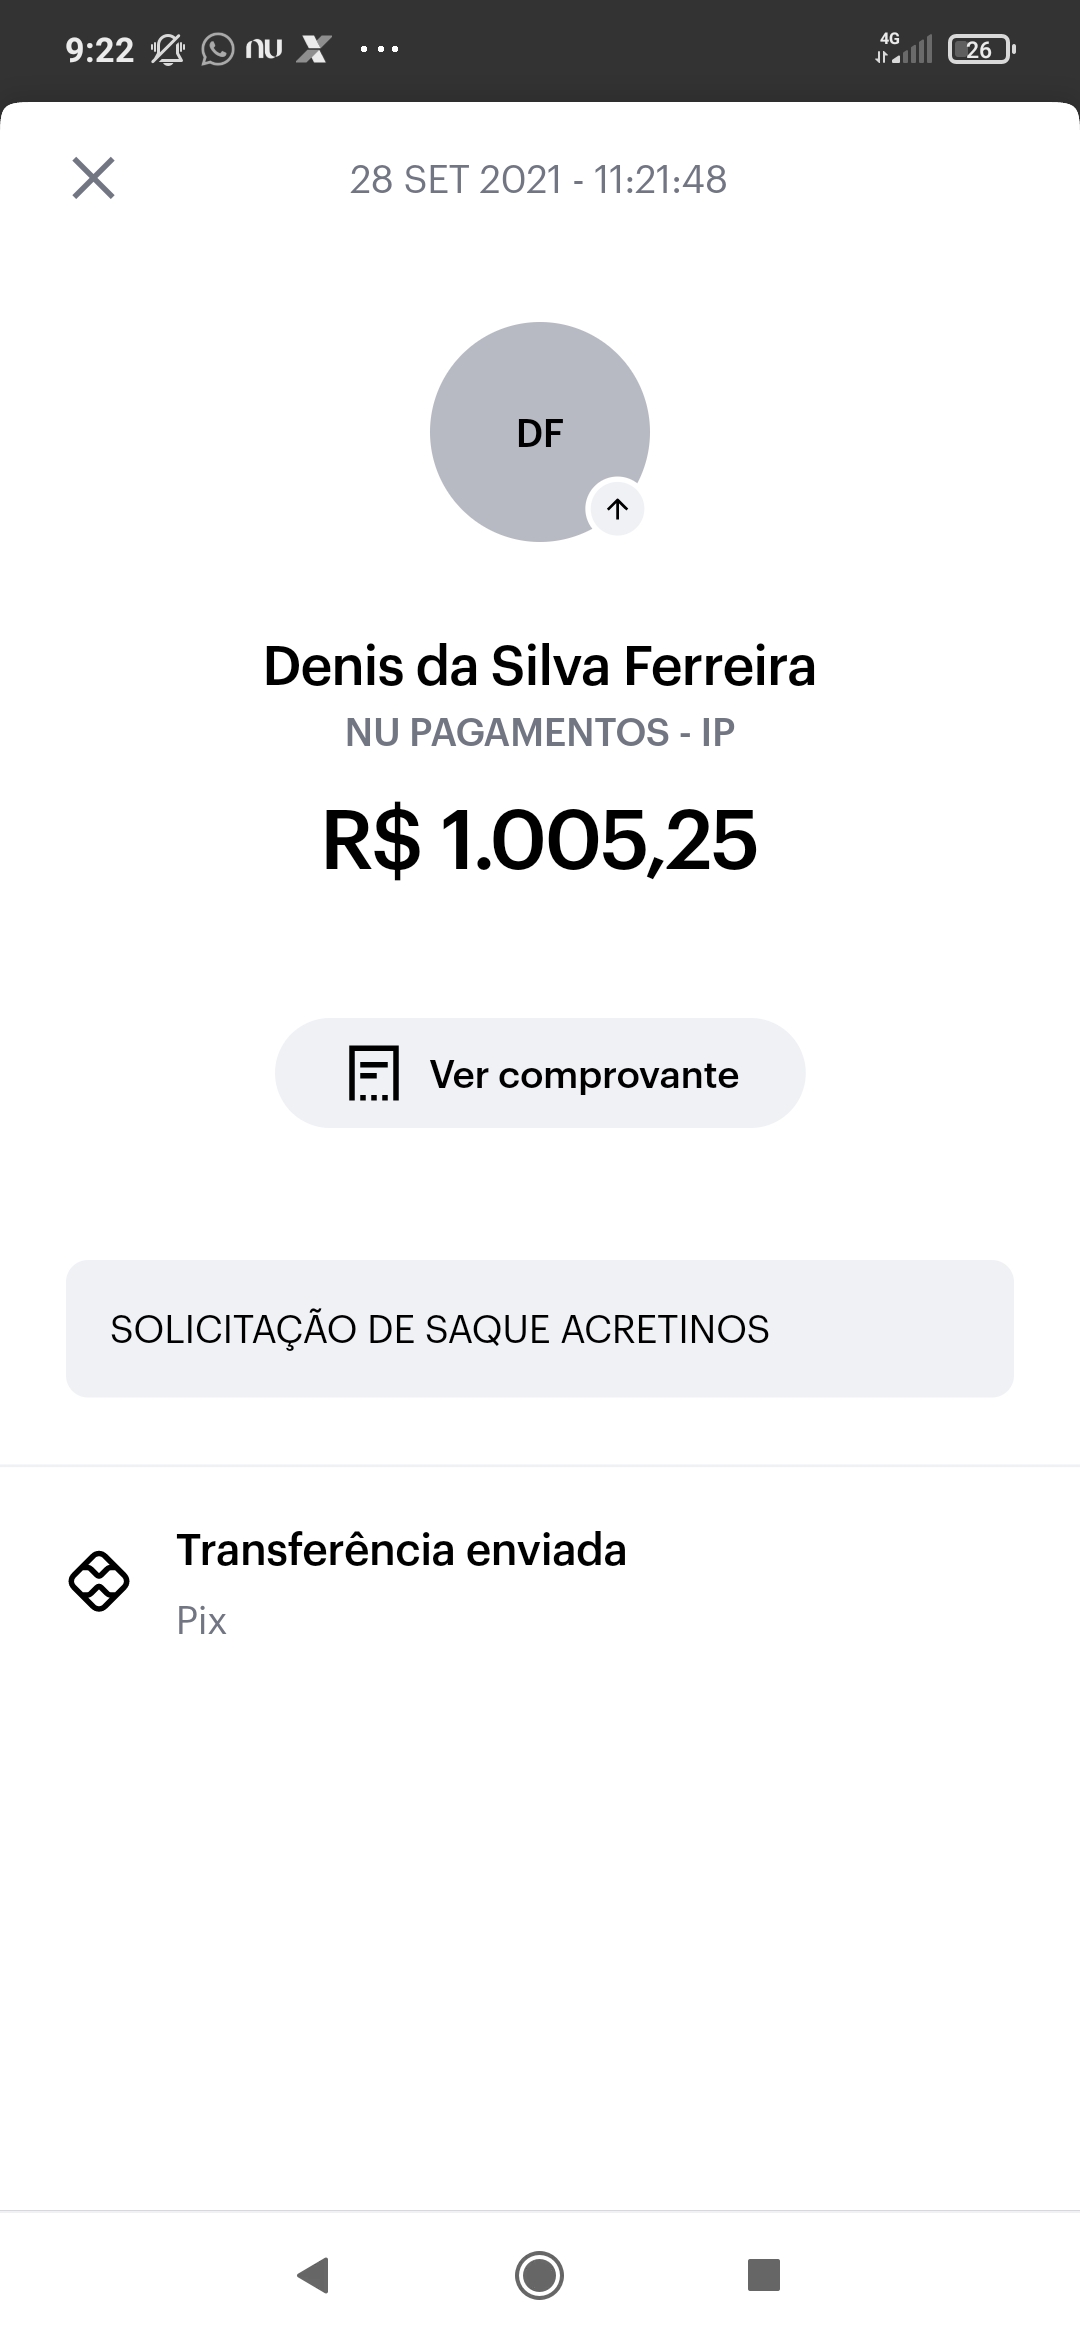 9:22 nu 4G 26
28 SET 2021 - 11:21:48
DF
Denis da Silva Ferreira
NU PAGAMENTOS - IP
R$ 1.005,25
Ver comprovante
SOLICITAÇÃO DE SAQUE ACRETINOS
Transferência enviada
Pix